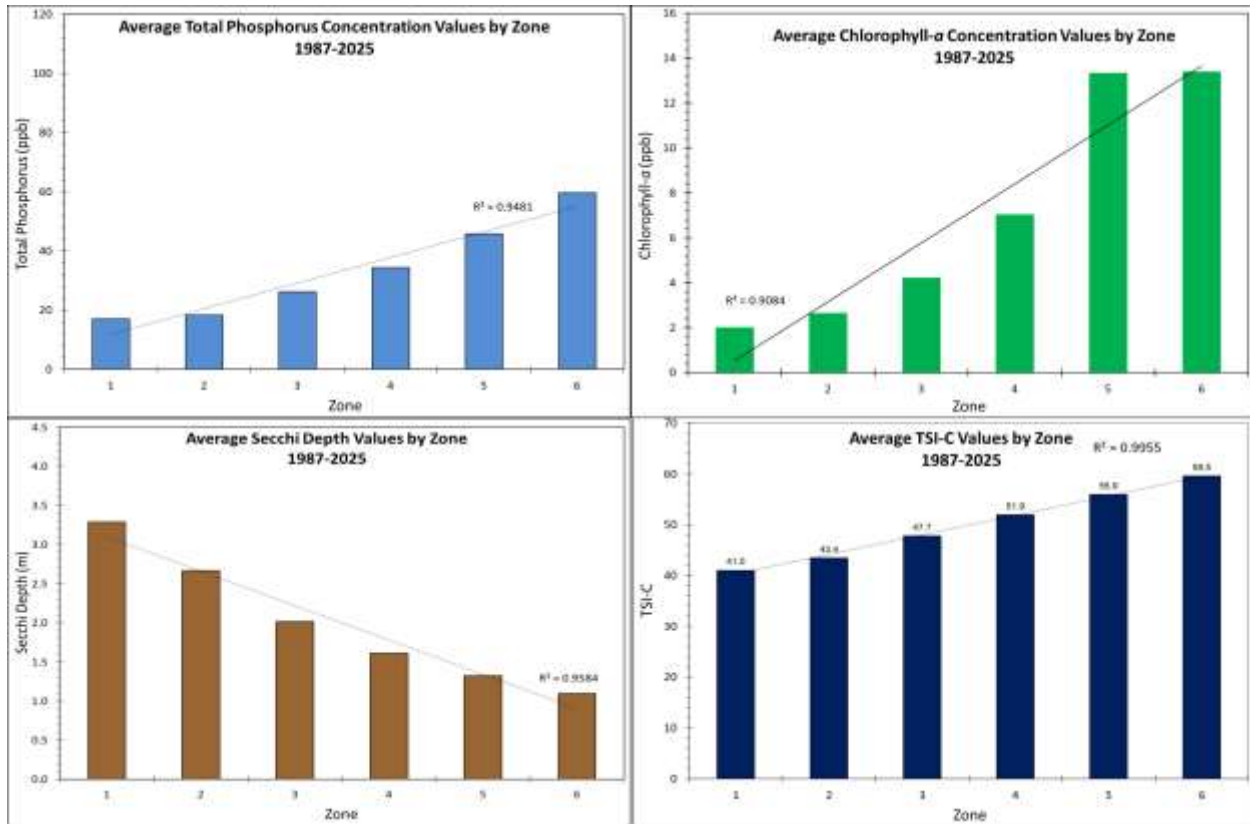 Average Total Phosphorus Concentration Values by Zone
1987-2025
120
100
80
60
40
20
0
Total Phosphorus (ppb)
R² = 0.9481
1 2 3 4 5 6
Zone
Average Chlorophyll-a Concentration Values by Zone
1987-2025
16
14
12
10
8
6
4
2
0
Chlorophyll-a (ppb)
R² = 0.9084
1 2 3 4 5 6
Zone
Average Secchi Depth Values by Zone
1987-2025
4.5
4.0
3.5
3.0
2.5
2.0
1.5
1.0
0.5
0.0
Secchi Depth (m)
R² = 0.9584
1 2 3 4 5 6
Zone
Average TSI-C Values by Zone
1987-2025
R² = 0.9955
70
60
50
40
30
20
10
0
TSI-C
41.0
47.7
51.9
1 2 3 4 5 6
Zone